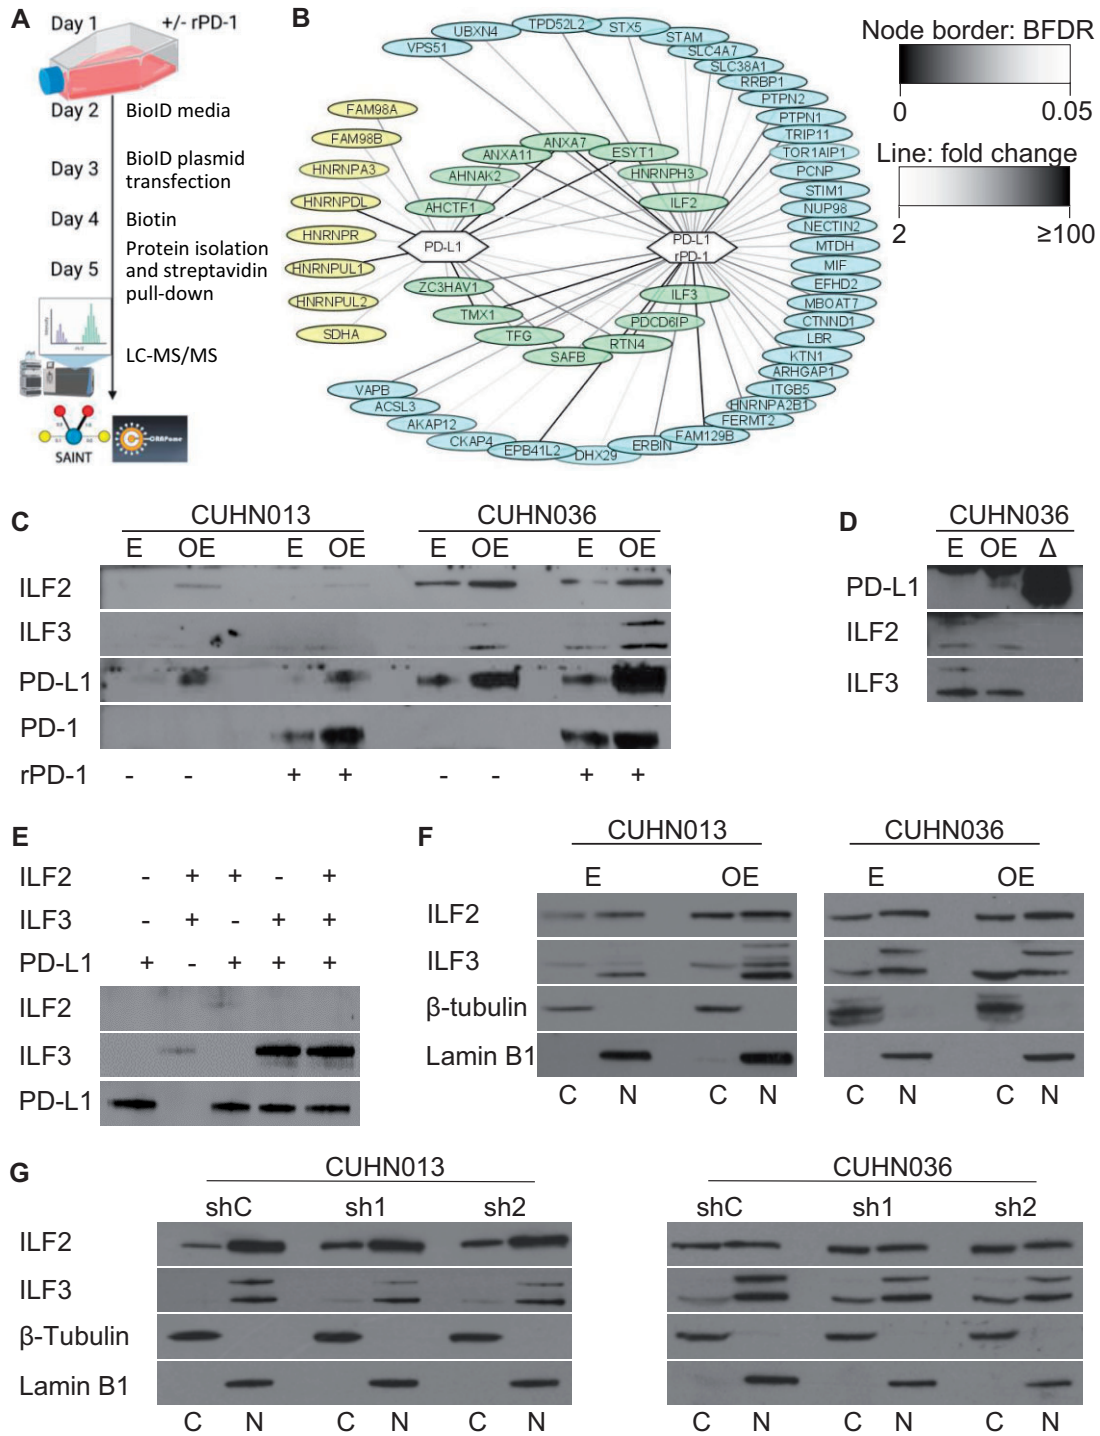 A
Day 1
+/- rPD-1
Day 2
BioID media
Day 3
BioID plasmid
transfection
Day 4
Biotin
Day 5
Protein isolation
and streptavidin
pull-down
LC-MS/MS
SAINT
B
UBXN4
TPD52L2
STX5
VPS51
STAM
SLC4A7
SLC38A1
RRBP1
PTPN2
PTPN1
TRIP11
TOR1AIP1
PCNP
STIM1
NUP98
NECTIN2
MTDH
MIF
EFHD2
MBOAT7
CTNND1
LBR
KTN1
ARHGAP1
ITGB5
HNRNPA2B1
FERMT2
FAM129B
ERBIN
DHX29
EPB41L2
CKAP4
AKAP12
ACSL3
VAPB
FAM98A
FAM98B
HNRNPA3
HNRNPDL
HNRNPR
HNRNPUL1
HNRNPUL2
SDHA
ANXA7
ANXA11
ESYT1
AHNAK2
HNRNPH3
AHCTF1
ILF2
PD-L1
PD-L1
rPD-1
ZC3HAV1
ILF3
TMX1
PDCD6IP
TFG
RTN4
SAFB
Node border: BFDR
0 0.05
Line: fold change
2 ≥100
C
CUHN013 CUHN036
E OE E OE E OE E OE
ILF2
ILF3
PD-L1
PD-1
rPD-1 - - + + - - + +
D
CUHN036
E OE Δ
PD-L1
ILF2
ILF3
E
ILF2 - + + - +
ILF3 - + - + +
PD-L1 + - + + +
ILF2
ILF3
PD-L1
F
CUHN013 CUHN036
E OE E OE
ILF2
ILF3
β-tubulin
Lamin B1
C N C N C N C N
G
CUHN013 CUHN036
shC sh1 sh2 shC sh1 sh2
ILF2
ILF3
β-Tubulin
Lamin B1
C N C N C N C N C N C N